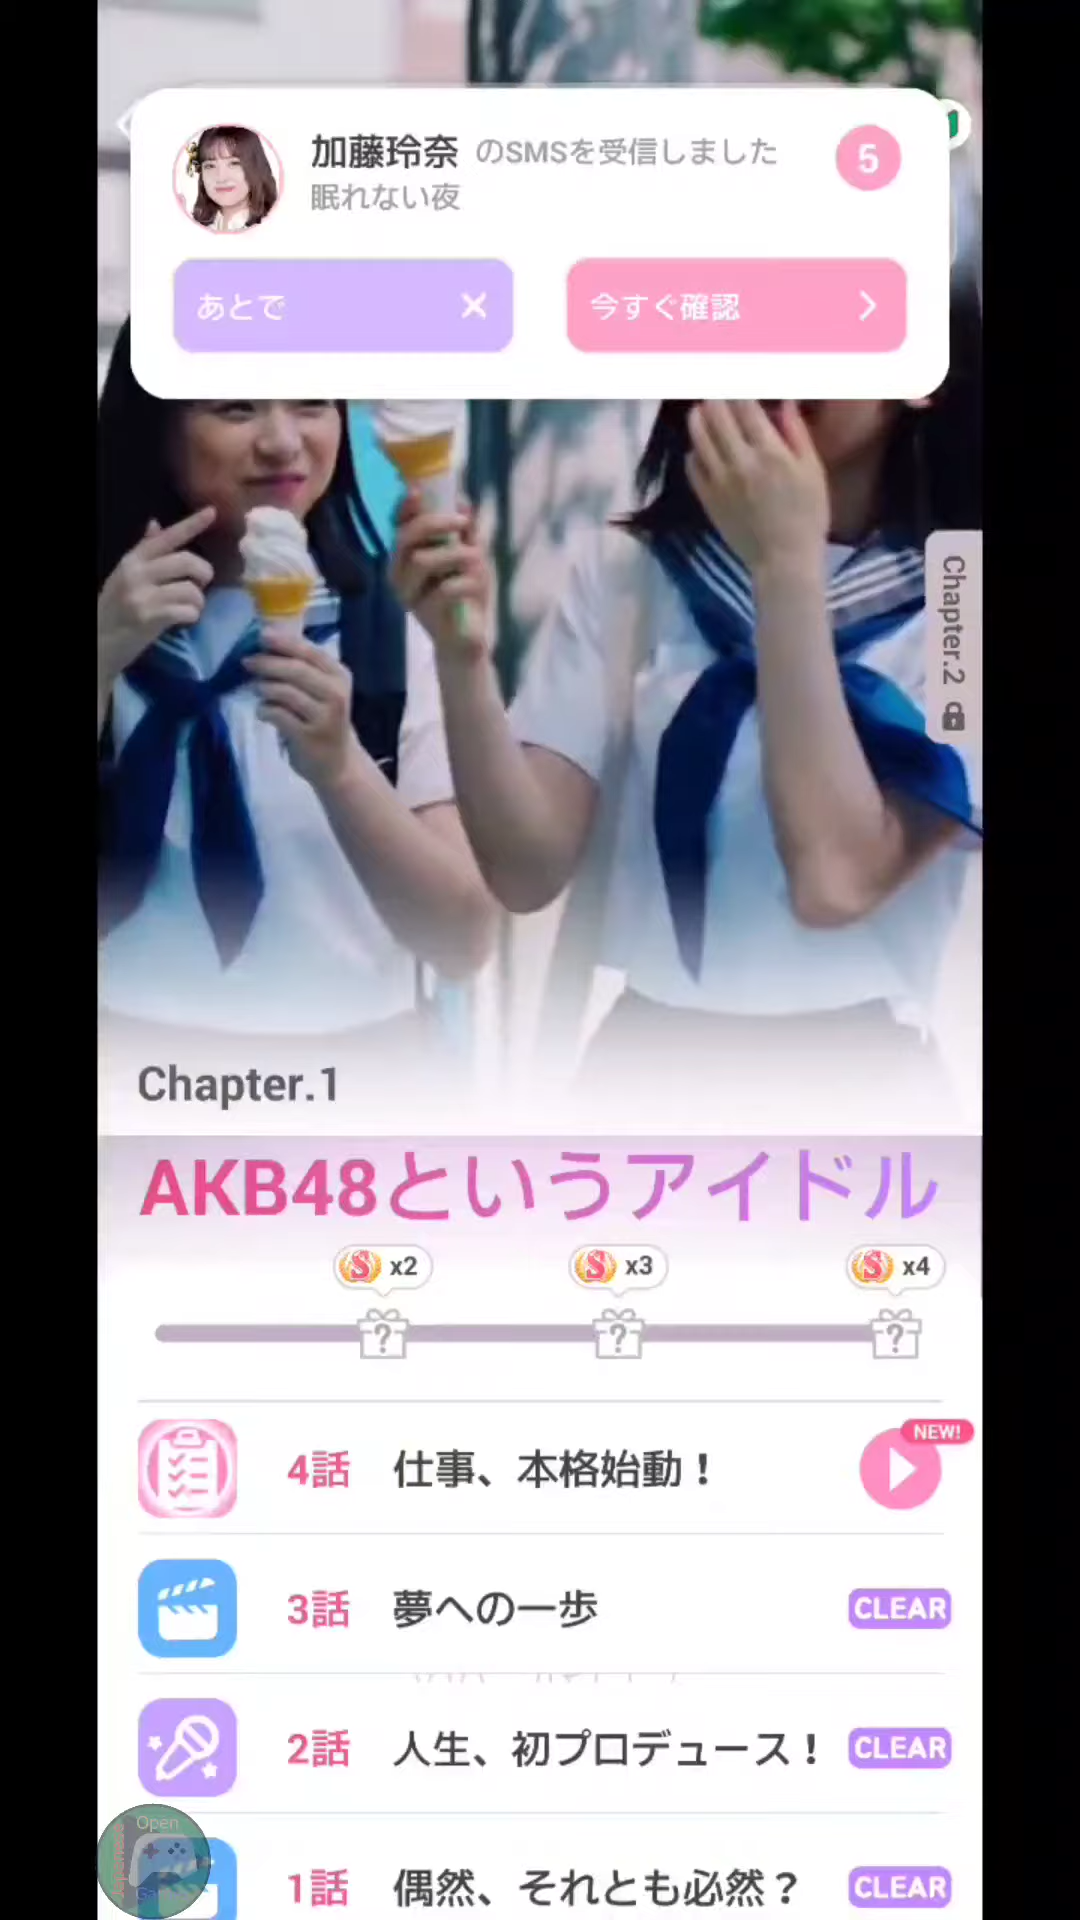 加藤玲奈 のSMSを受信しました
5
眠れない夜
あとで ×
今すぐ確認 >
Chapter.2
Chapter.1
AKB48というアイドル
S x2
S x3
S x4
?
?
?
NEW!
4話 仕事、本格始動！
3話 夢への一歩 CLEAR
2話 人生、初プロデュース！ CLEAR
1話 偶然、それとも必然？ CLEAR
Open
Japanese